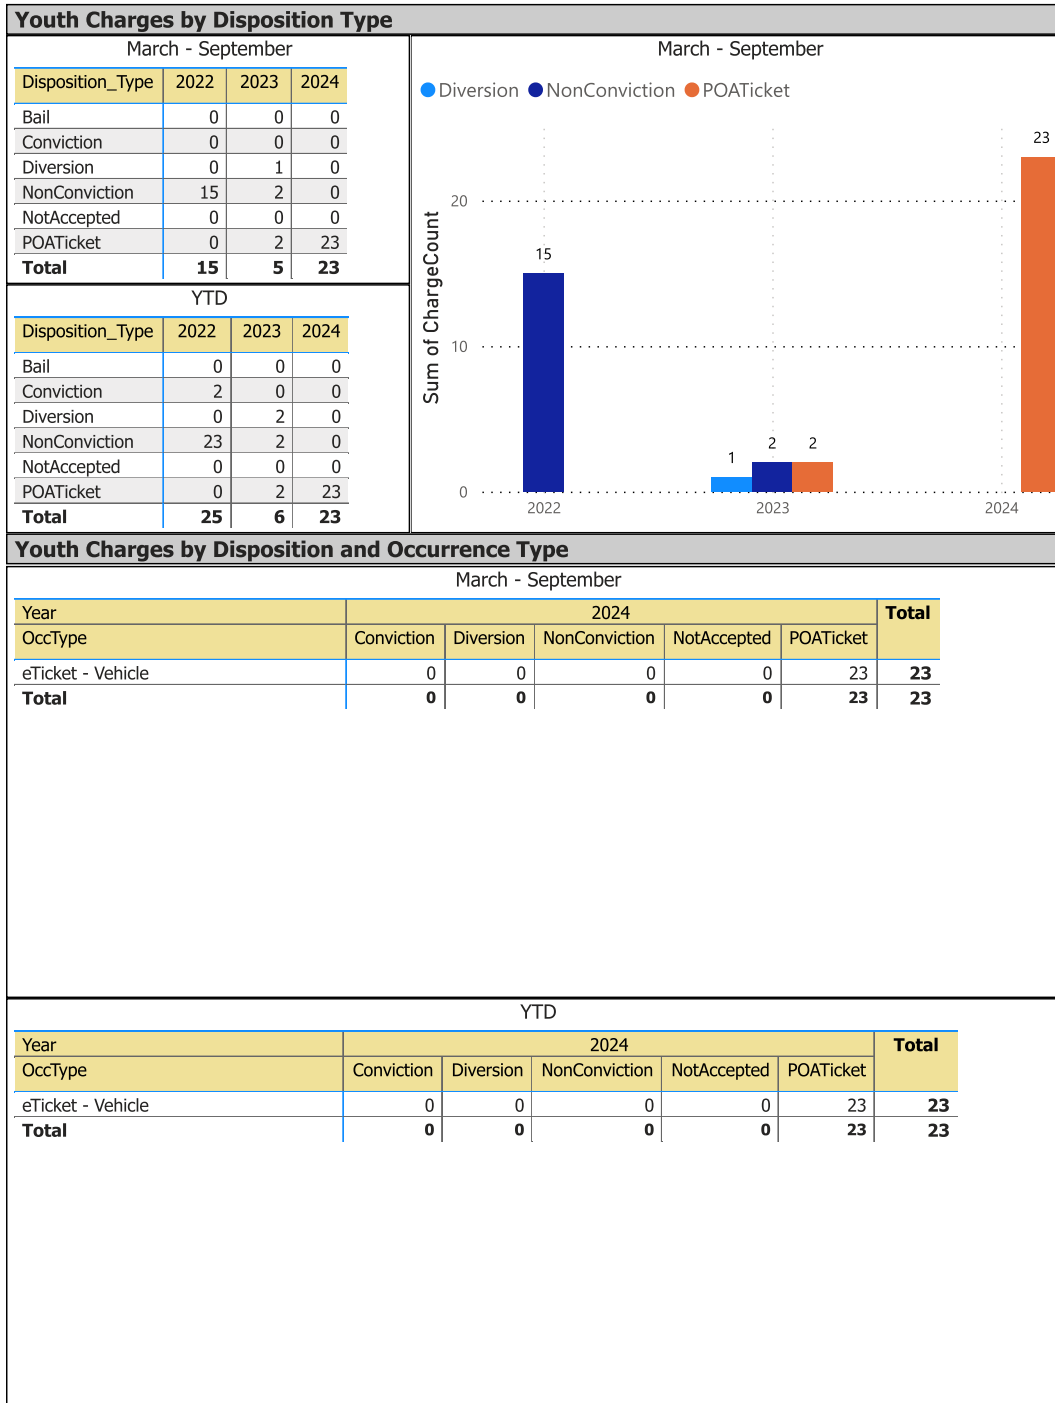 Youth Charges by Disposition Type
March - September
Disposition_Type 2022 2023 2024
Bail 0 0 0
Conviction 0 0 0
Diversion 0 1 0
NonConviction 15 2 0
NotAccepted 0 0 0
POATicket 0 2 23
Total 15 5 23
YTD
Disposition_Type 2022 2023 2024
Bail 0 0 0
Conviction 2 0 0
Diversion 0 2 0
NonConviction 23 2 0
NotAccepted 0 0 0
POATicket 0 2 23
Total 25 6 23
March - September
Diversion NonConviction POATicket
Sum of ChargeCount
20
10
0
15
1
2
2
23
2022 2023 2024
Youth Charges by Disposition and Occurrence Type
March - September
Year 2024 Total
OccType Conviction Diversion NonConviction NotAccepted POATicket
eTicket - Vehicle 0 0 0 0 23 23
Total 0 0 0 0 23 23
YTD
Year 2024 Total
OccType Conviction Diversion NonConviction NotAccepted POATicket
eTicket - Vehicle 0 0 0 0 23 23
Total 0 0 0 0 23 23